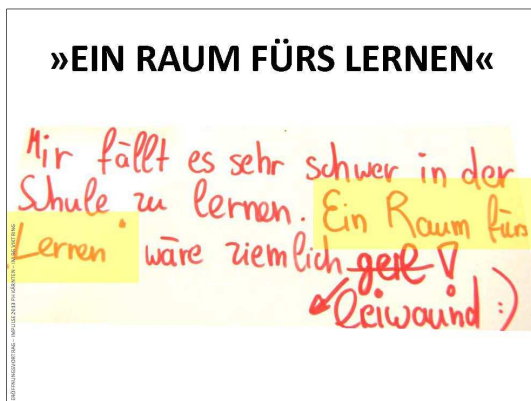 »EIN RAUM FÜRS LERNEN«
Mir fällt es sehr schwer in der
Schule zu lernen. Ein Raum fürs
Lernen" wäre ziemlich geil !
leiwaund :)